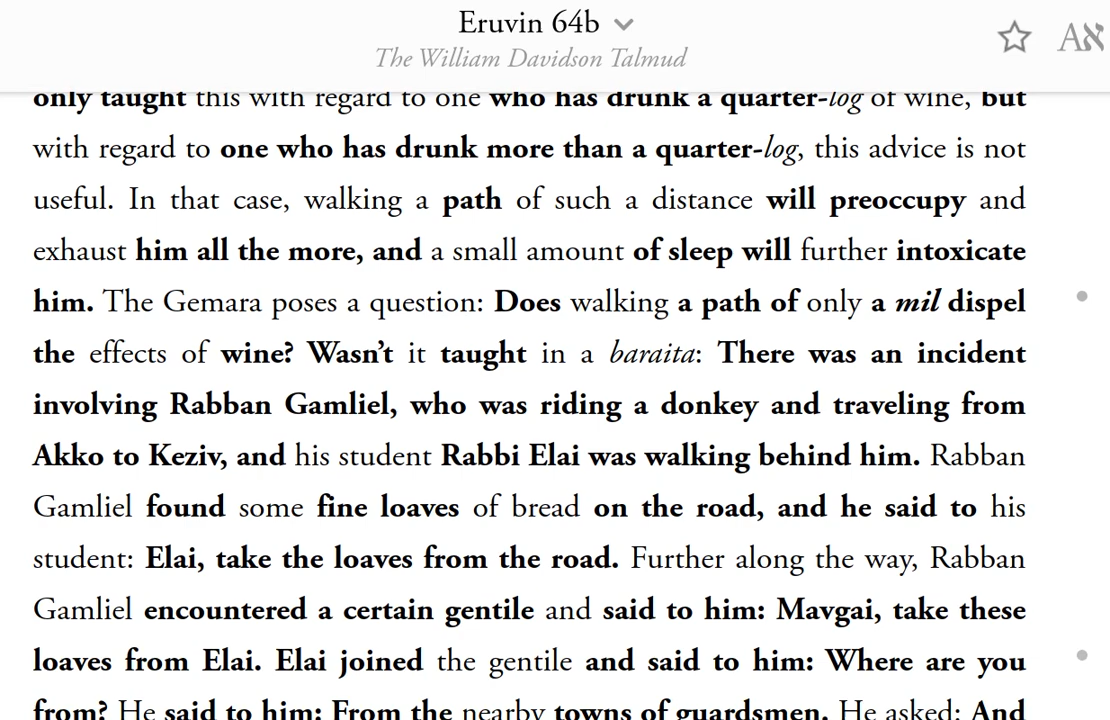 Eruvin 64b
The William Davidson Talmud
Aא
only taught this with regard to one who has drunk a quarter-log of wine, but
with regard to one who has drunk more than a quarter-log, this advice is not
useful. In that case, walking a path of such a distance will preoccupy and
exhaust him all the more, and a small amount of sleep will further intoxicate
him. The Gemara poses a question: Does walking a path of only a mil dispel
the effects of wine? Wasn’t it taught in a baraita: There was an incident
involving Rabban Gamliel, who was riding a donkey and traveling from
Akko to Keziv, and his student Rabbi Elai was walking behind him. Rabban
Gamliel found some fine loaves of bread on the road, and he said to his
student: Elai, take the loaves from the road. Further along the way, Rabban
Gamliel encountered a certain gentile and said to him: Mavgai, take these
loaves from Elai. Elai joined the gentile and said to him: Where are you
from? He said to him: From the nearby towns of guardsmen. He asked: And